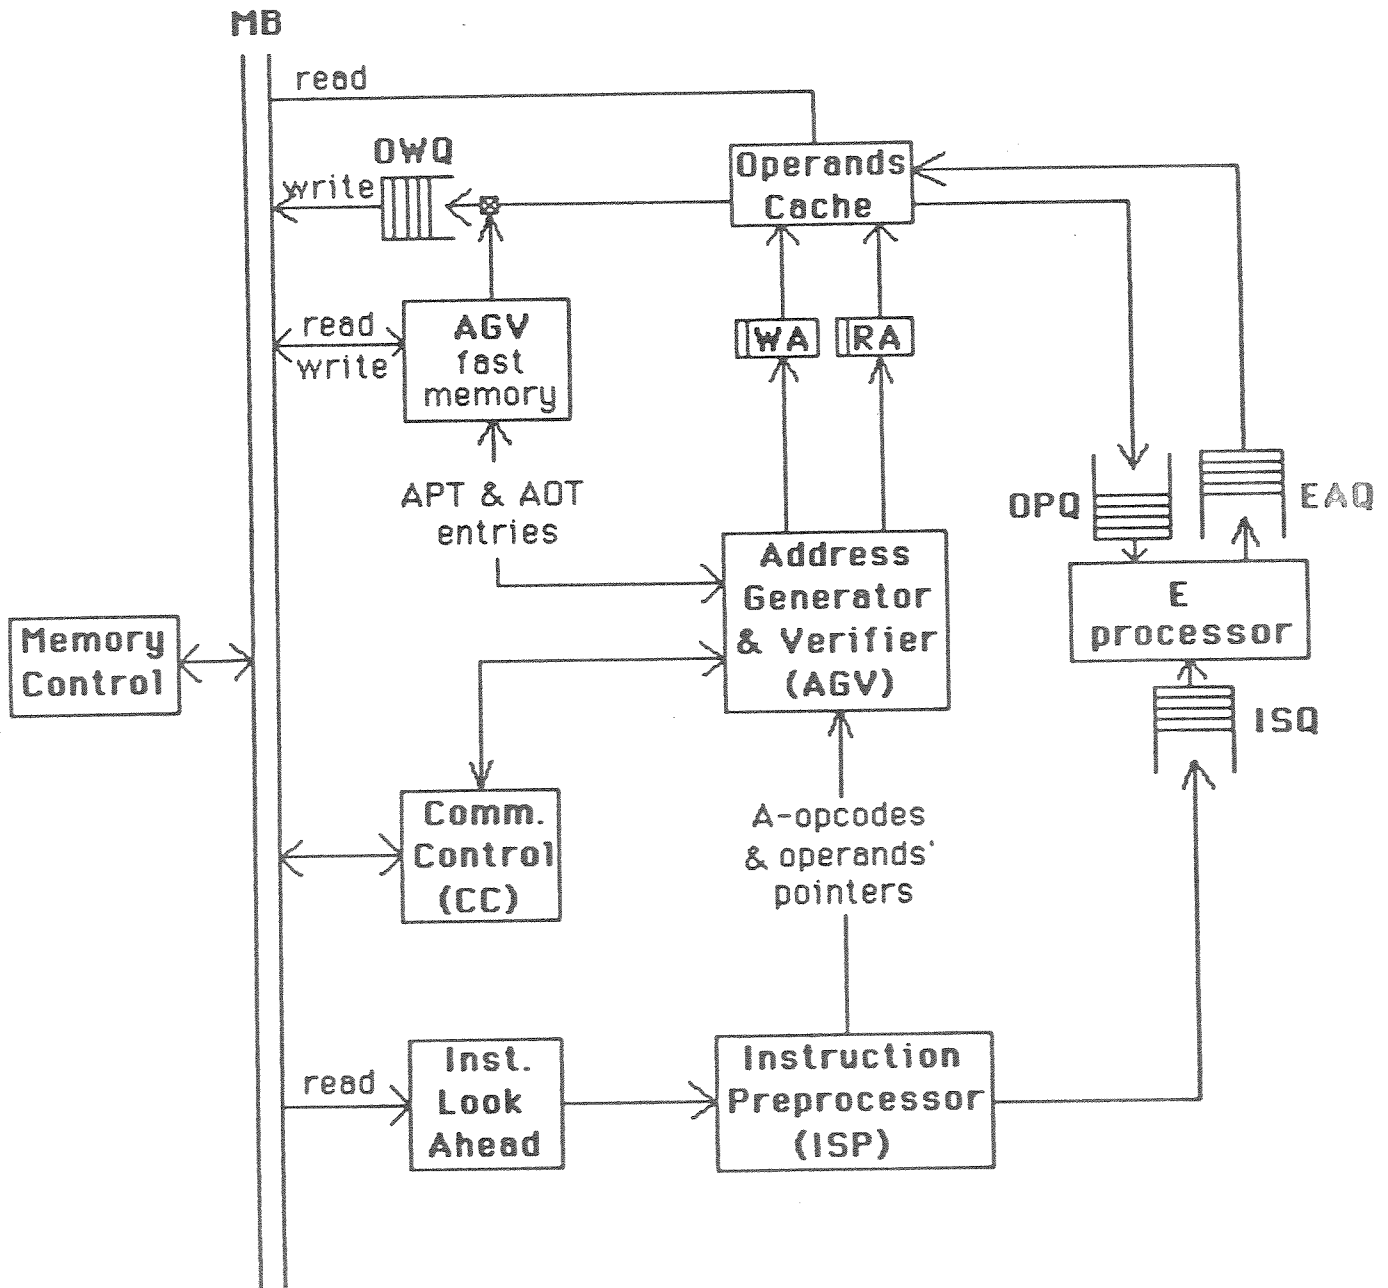 MB
read
OWQ
write
Operands
Cache
read
write
AGV
fast
memory
WA
RA
APT & AOT
entries
OPQ
EAQ
Address
Generator
& Verifier
(AGV)
E
processor
ISQ
Memory
Control
Comm.
Control
(CC)
A-opcodes
& operands'
pointers
read
Inst.
Look
Ahead
Instruction
Preprocessor
(ISP)